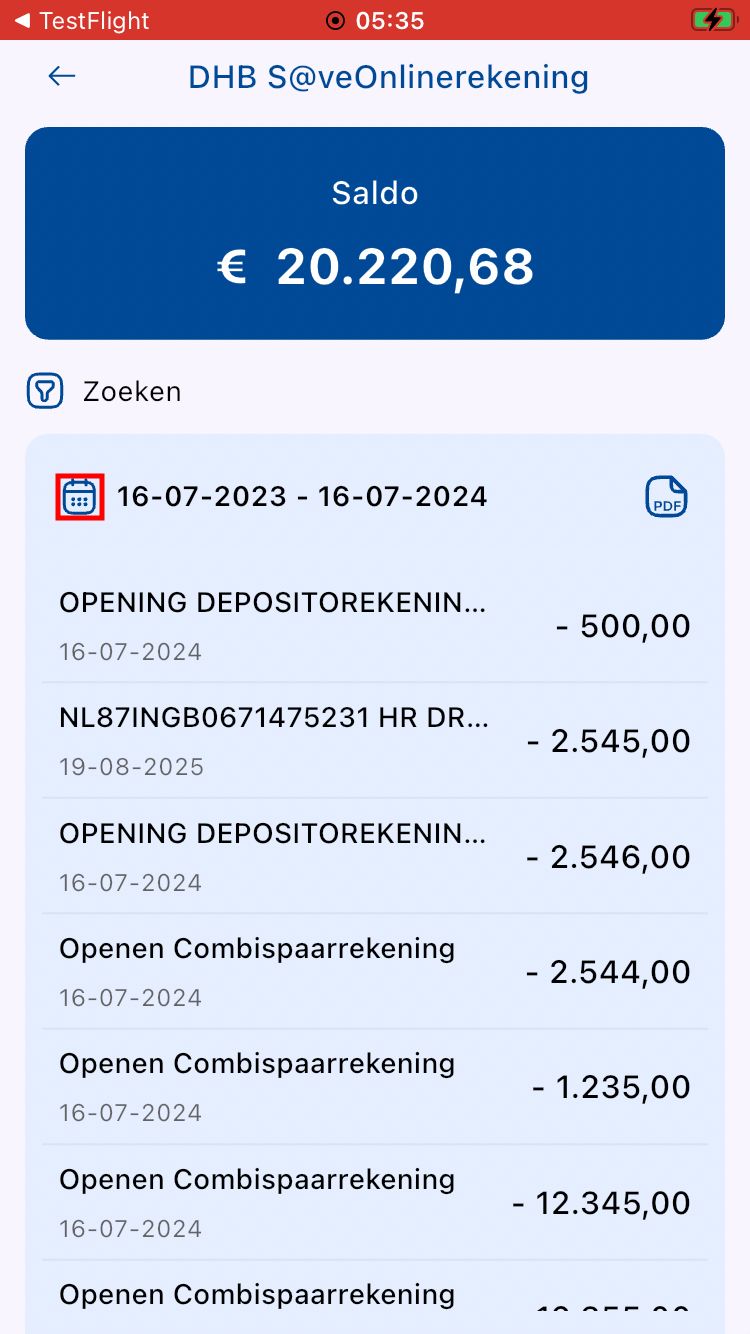 ◀ TestFlight 05:35
DHB S@veOnlinerekening
Saldo
€ 20.220,68
Zoeken
16-07-2023 - 16-07-2024
PDF
OPENING DEPOSITOREKENIN...
- 500,00
16-07-2024
NL87INGB0671475231 HR DR...
- 2.545,00
19-08-2025
OPENING DEPOSITOREKENIN...
- 2.546,00
16-07-2024
Openen Combispaarrekening
- 2.544,00
16-07-2024
Openen Combispaarrekening
- 1.235,00
16-07-2024
Openen Combispaarrekening
- 12.345,00
16-07-2024
Openen Combispaarrekening